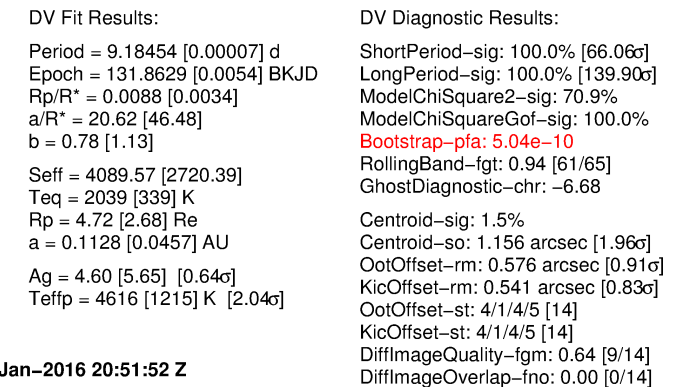 DV Fit Results:
Period = 9.18454 [0.00007] d
Epoch = 131.8629 [0.0054] BKJD
Rp/R* = 0.0088 [0.0034]
a/R* = 20.62 [46.48]
b = 0.78 [1.13]
Seff = 4089.57 [2720.39]
Teq = 2039 [339] K
Rp = 4.72 [2.68] Re
a = 0.1128 [0.0457] AU
Ag = 4.60 [5.65] [0.64σ]
Teffp = 4616 [1215] K [2.04σ]
Jan−2016 20:51:52 Z
DV Diagnostic Results:
ShortPeriod−sig: 100.0% [66.06σ]
LongPeriod−sig: 100.0% [139.90σ]
ModelChiSquare2−sig: 70.9%
ModelChiSquareGof−sig: 100.0%
Bootstrap−pfa: 5.04e−10
RollingBand−fgt: 0.94 [61/65]
GhostDiagnostic−chr: −6.68
Centroid−sig: 1.5%
Centroid−so: 1.156 arcsec [1.96σ]
OotOffset−rm: 0.576 arcsec [0.91σ]
KicOffset−rm: 0.541 arcsec [0.83σ]
OotOffset−st: 4/1/4/5 [14]
KicOffset−st: 4/1/4/5 [14]
DiffImageQuality−fgm: 0.64 [9/14]
DiffImageOverlap−fno: 0.00 [0/14]